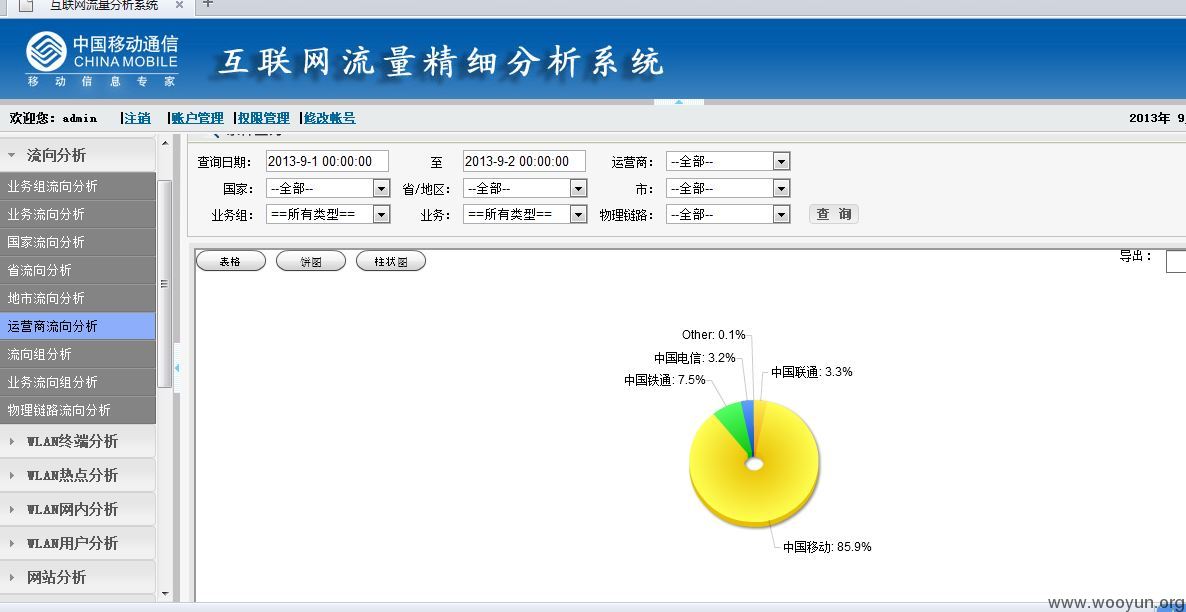 互联网流量分析系统
中国移动通信
CHINA MOBILE
移动信息专家
互联网流量精细分析系统
欢迎您：admin |注销 |账户管理 |权限管理 |修改帐号 2013年 9
流向分析
业务组流向分析
业务流向分析
国家流向分析
省流向分析
地市流向分析
运营商流向分析
流向组分析
业务流向组分析
物理链路流向分析
WLAN终端分析
WLAN热点分析
WLAN网内分析
WLAN用户分析
网站分析
查询日期： 2013-9-1 00:00:00 至 2013-9-2 00:00:00 运营商： --全部--
国家： --全部-- 省/地区： --全部-- 市： --全部--
业务组： ==所有类型== 业务： ==所有类型== 物理链路： --全部-- 查 询
表格 饼图 柱状图 导出：
Other: 0.1%
中国电信: 3.2%
中国联通: 3.3%
中国铁通: 7.5%
中国移动: 85.9%
www.wooyun.org